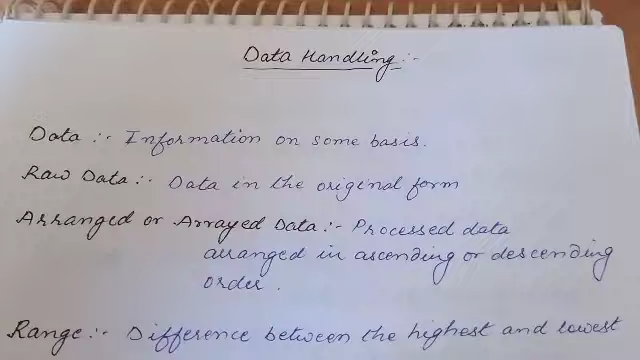 Data Handling :-
Data :- Information on some basis.
Raw Data :- Data in the original form
Arranged or Arrayed Data :- Processed data
arranged in ascending or descending
order.
Range :- Difference between the highest and lowest